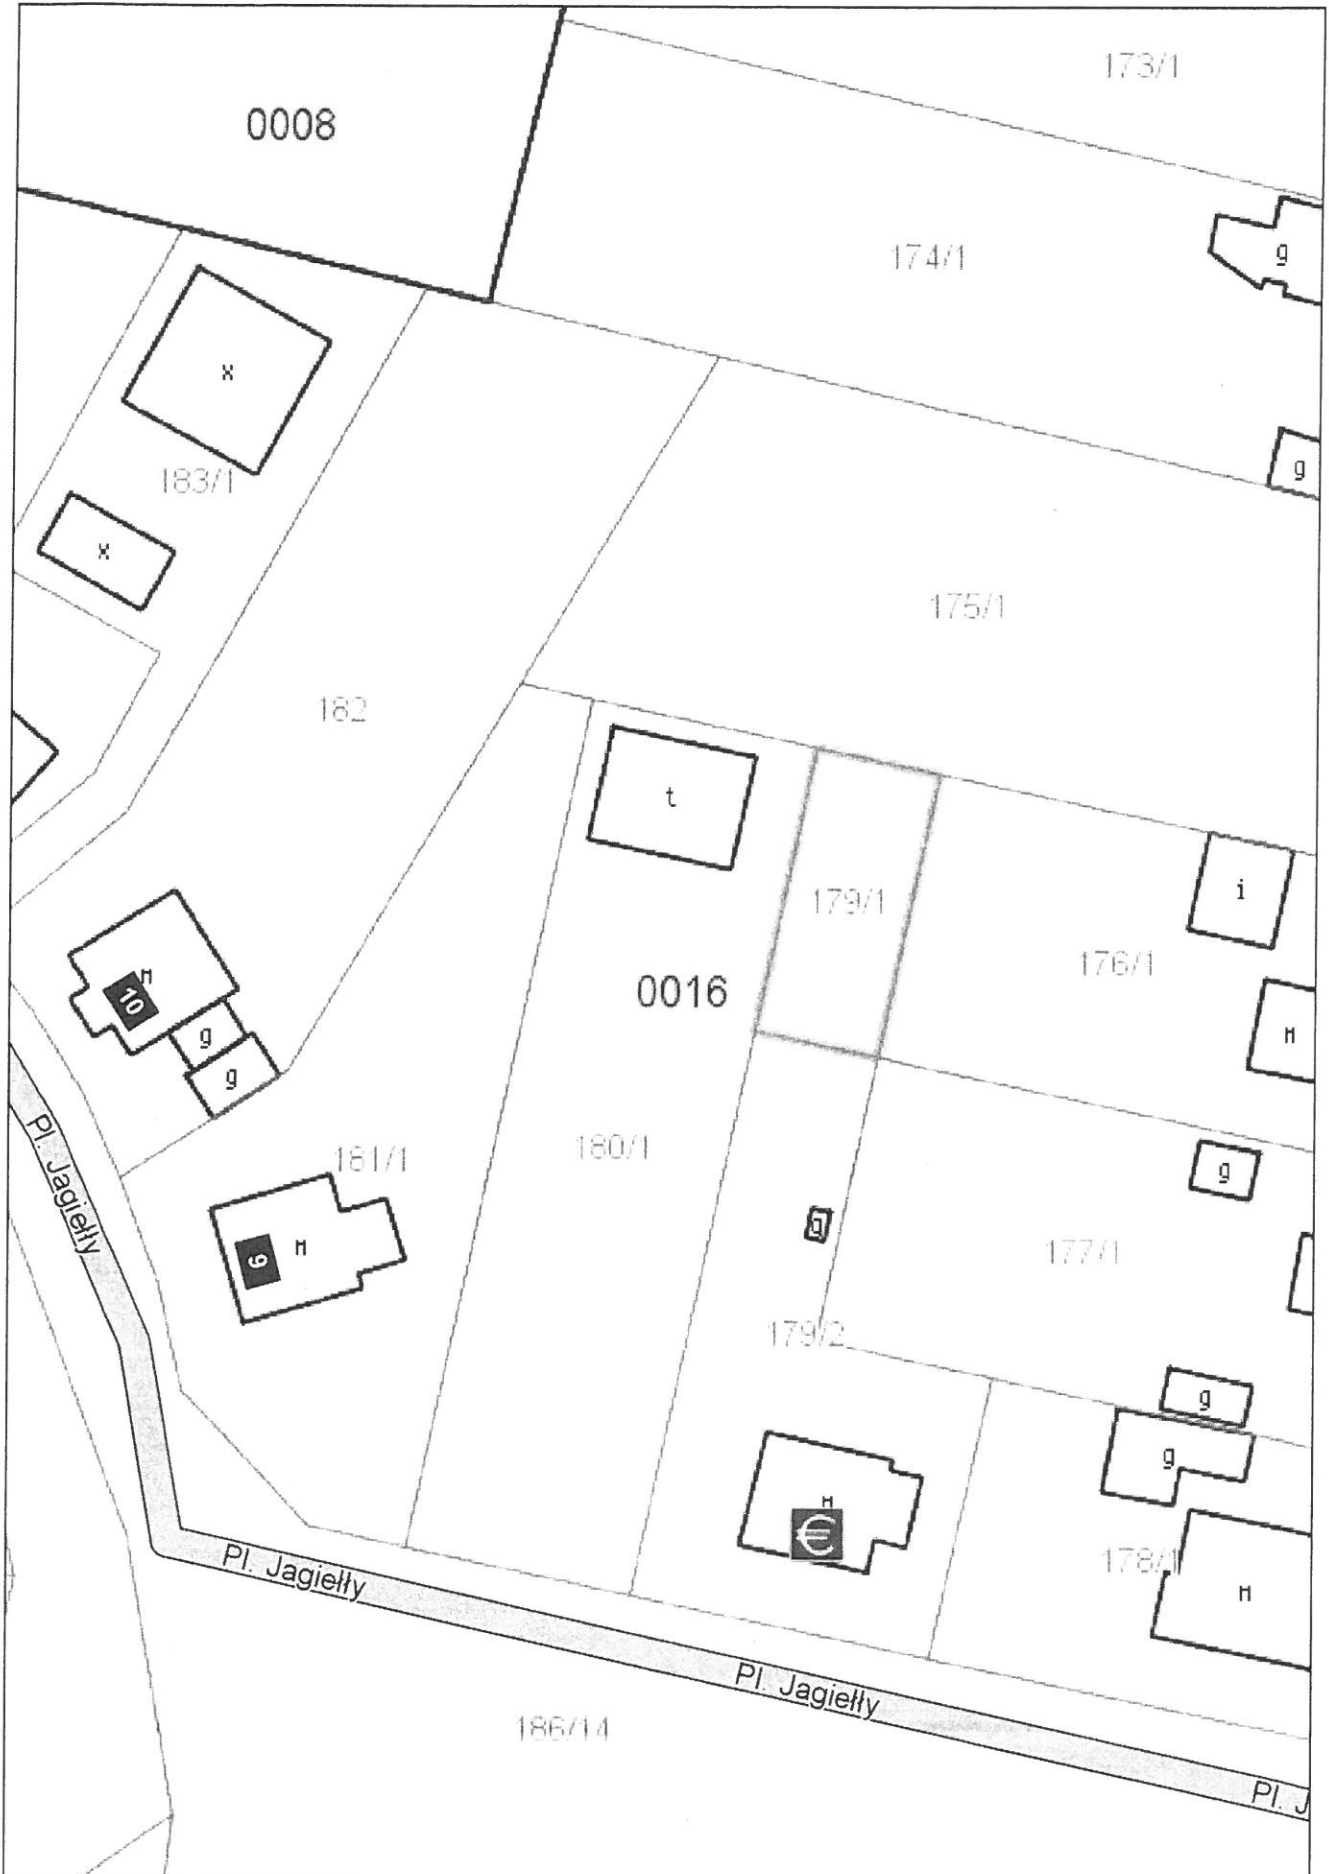 173/1
0008
174/1
g
x
g
183/1
x
175/1
182
t
i
179/1
176/1
0016
m
10
m
g
g
Pl. Jagiełły
181/1
180/1
g
g
177/1
m
9
179/2
g
g
m
€
178/1
m
Pl. Jagiełły
Pl. Jagiełły
186/14
Pl. J